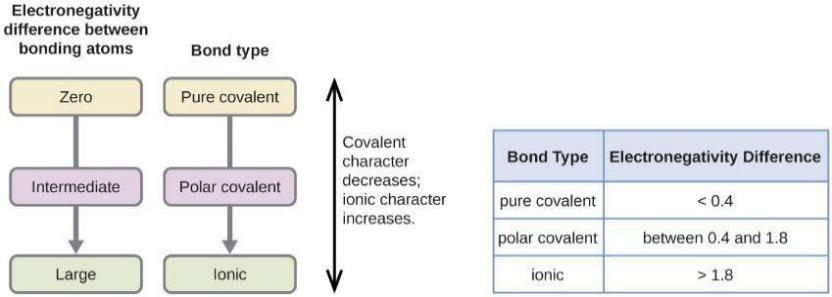 Electronegativity
difference between
bonding atoms
Bond type
Zero
Pure covalent
Intermediate
Polar covalent
Large
Ionic
Covalent
character
decreases;
ionic character
increases.
Bond Type Electronegativity Difference
pure covalent < 0.4
polar covalent between 0.4 and 1.8
ionic > 1.8